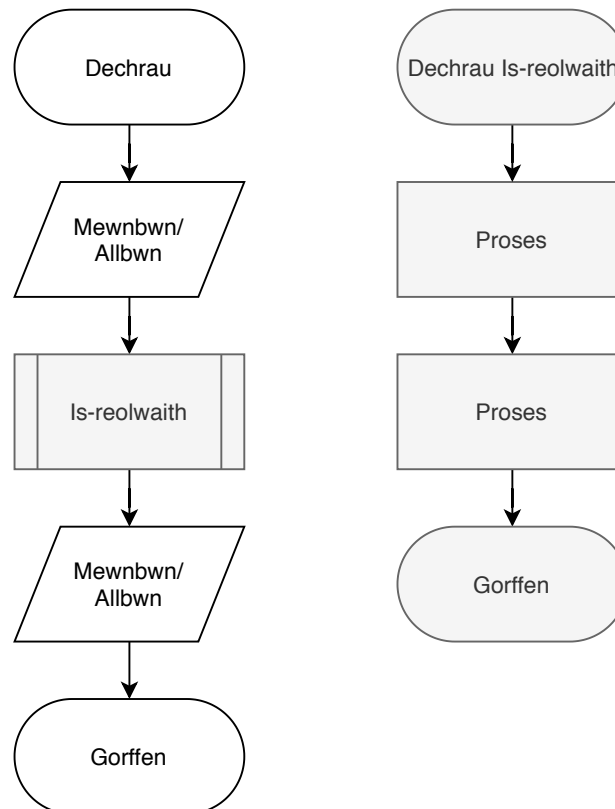 Dechrau
Mewnbwn/
Allbwn
Is-reolwaith
Mewnbwn/
Allbwn
Gorffen
Dechrau Is-reolwaith
Proses
Proses
Gorffen